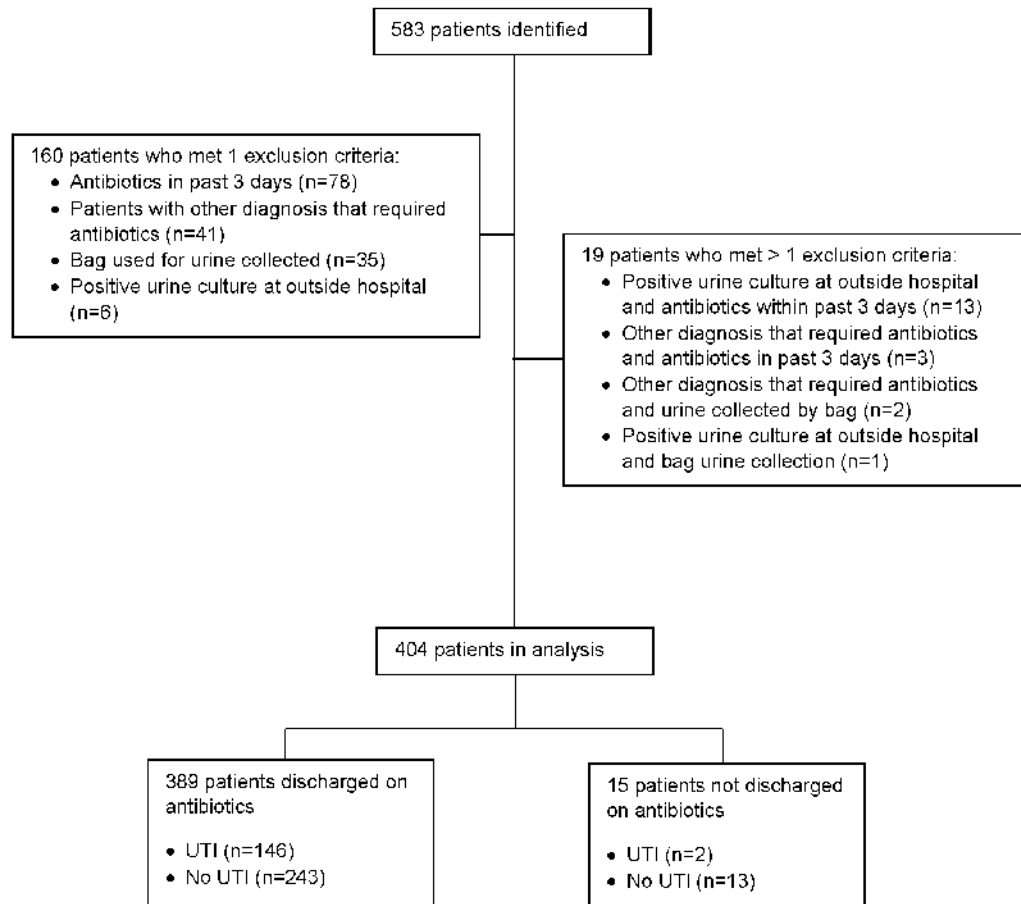 583 patients identified
160 patients who met 1 exclusion criteria:
• Antibiotics in past 3 days (n=78)
• Patients with other diagnosis that required
antibiotics (n=41)
• Bag used for urine collected (n=35)
• Positive urine culture at outside hospital
(n=6)
19 patients who met > 1 exclusion criteria:
• Positive urine culture at outside hospital
and antibiotics within past 3 days (n=13)
• Other diagnosis that required antibiotics
and antibiotics in past 3 days (n=3)
• Other diagnosis that required antibiotics
and urine collected by bag (n=2)
• Positive urine culture at outside hospital
and bag urine collection (n=1)
404 patients in analysis
389 patients discharged on
antibiotics
• UTI (n=146)
• No UTI (n=243)
15 patients not discharged
on antibiotics
• UTI (n=2)
• No UTI (n=13)